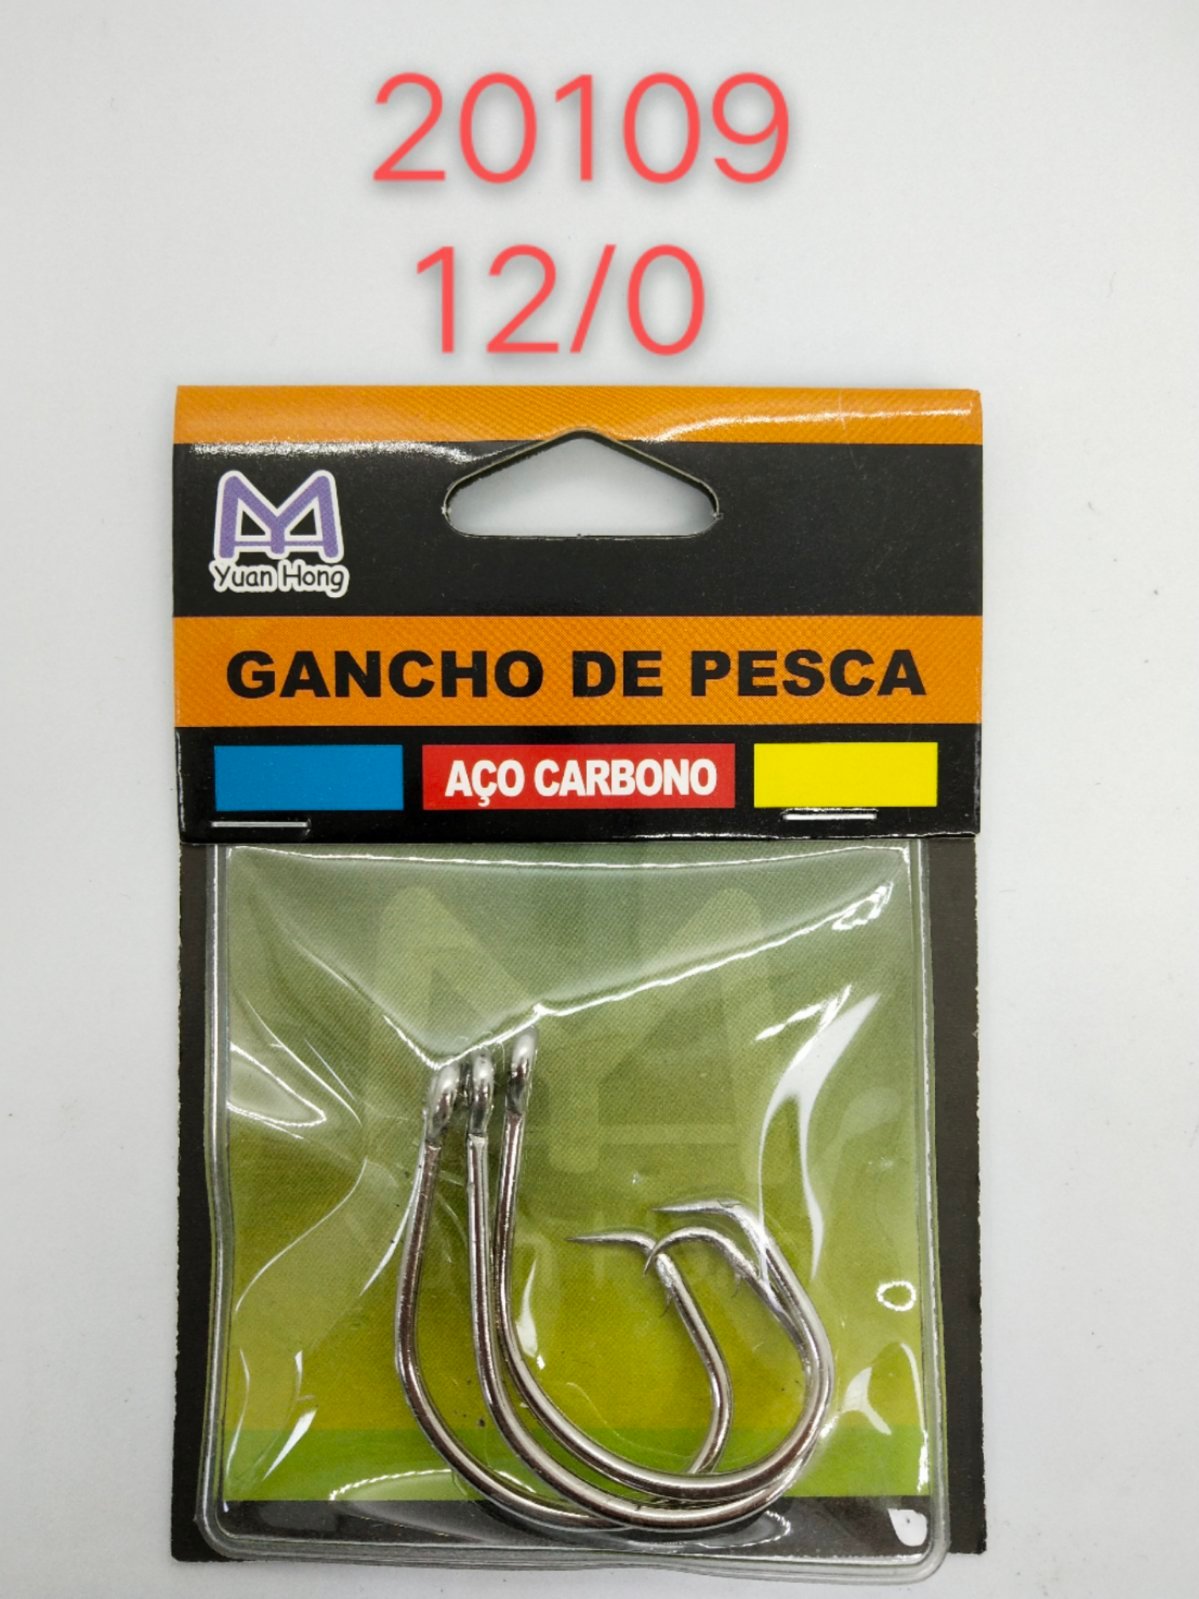 20109
12/0
Yuan Hong
GANCHO DE PESCA
AÇO CARBONO